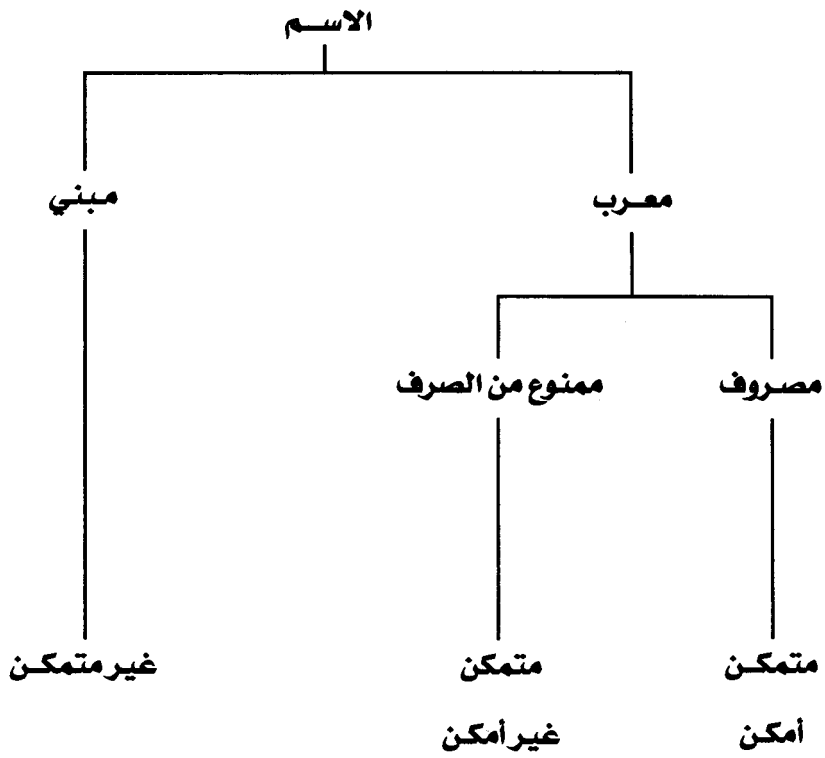 الاسم
معرب
مبني
مصروف
ممنوع من الصرف
متمكن
أمكن
متمكن
غير أمكن
غير متمكن